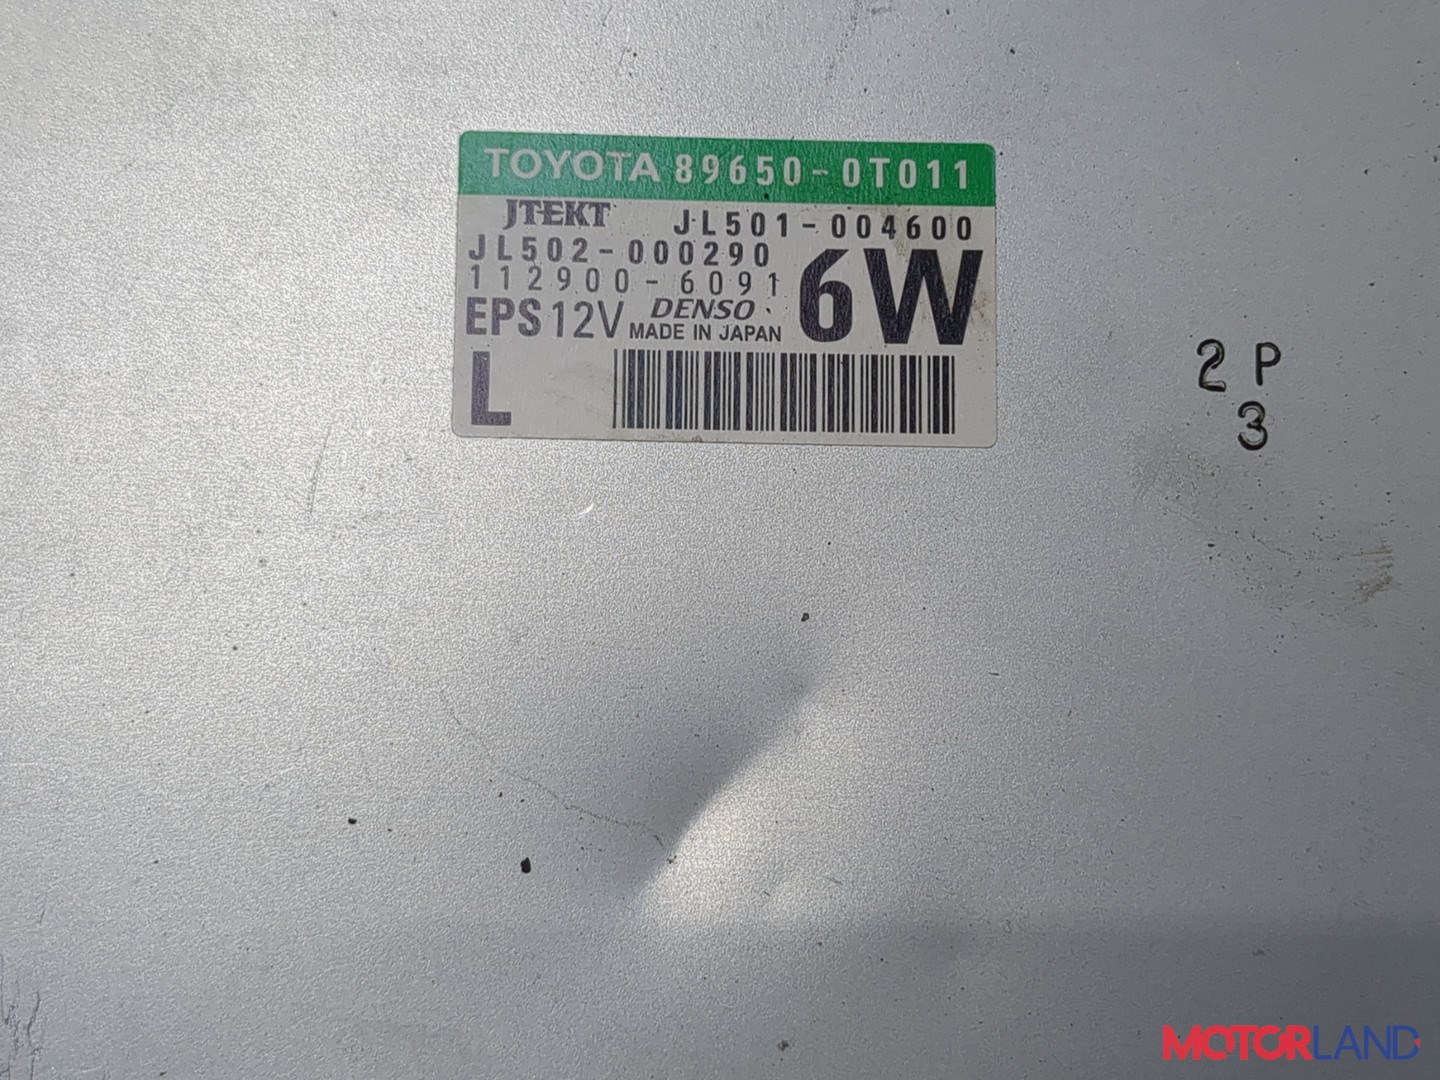 TOYOTA 89650-0T011
JTEKT JL501-004600
JL502-000290
112900-6091
EPS 12V DENSO
MADE IN JAPAN
6W
L
2 P
3
MOTORLAND